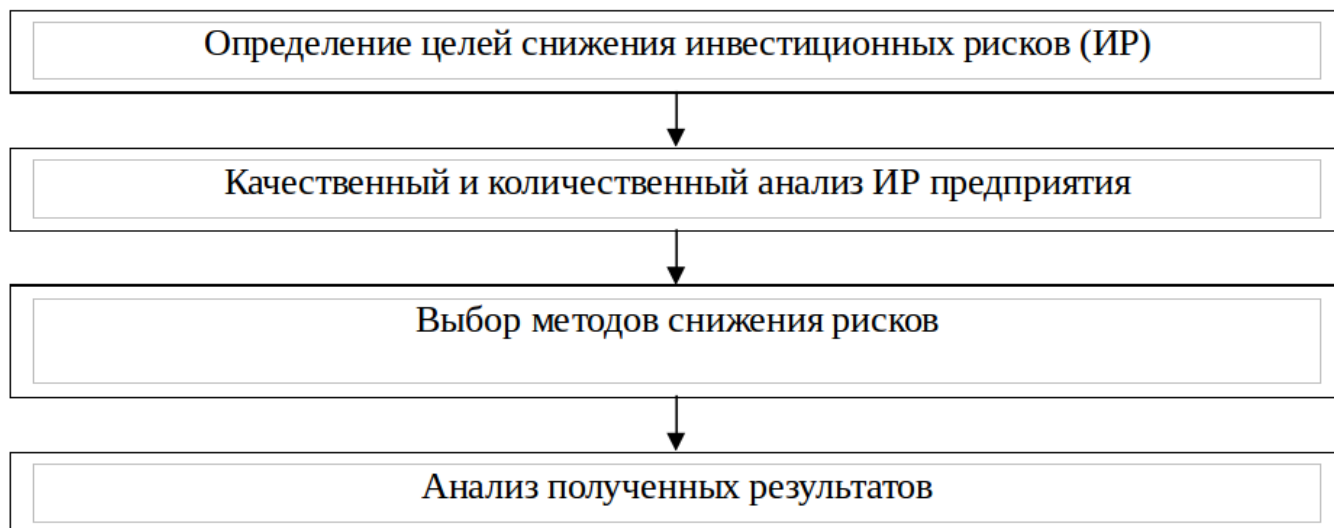 Определение целей снижения инвестиционных рисков (ИР)
Качественный и количественный анализ ИР предприятия
Выбор методов снижения рисков
Анализ полученных результатов